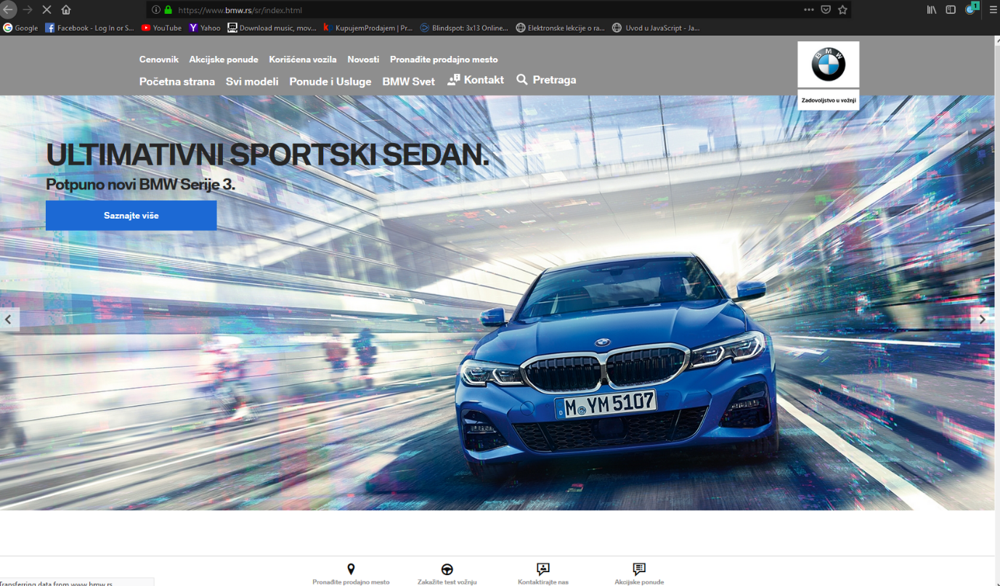 https://www.bmw.rs/sr/index.html
1
Google Facebook - Log In or S... YouTube Yahoo Download music, mov... KupujemProdajem | Pr... Blindspot: 3x13 Online... Elektronske lekcije o ra... Uvod u JavaScript - Ja...
Cenovnik Akcijske ponude Korišćena vozila Novosti Pronađite prodajno mesto
Početna strana Svi modeli Ponude i Usluge BMW Svet Kontakt Pretraga
BMW
Zadovoljstvo u vožnji
ULTIMATIVNI SPORTSKI SEDAN.
Potpuno novi BMW Serije 3.
Saznajte više
D M YM 5107
Pronađite prodajno mesto Zakažite test vožnju Kontaktirajte nas Akcijske ponude
Transferring data from www.bmw.rs